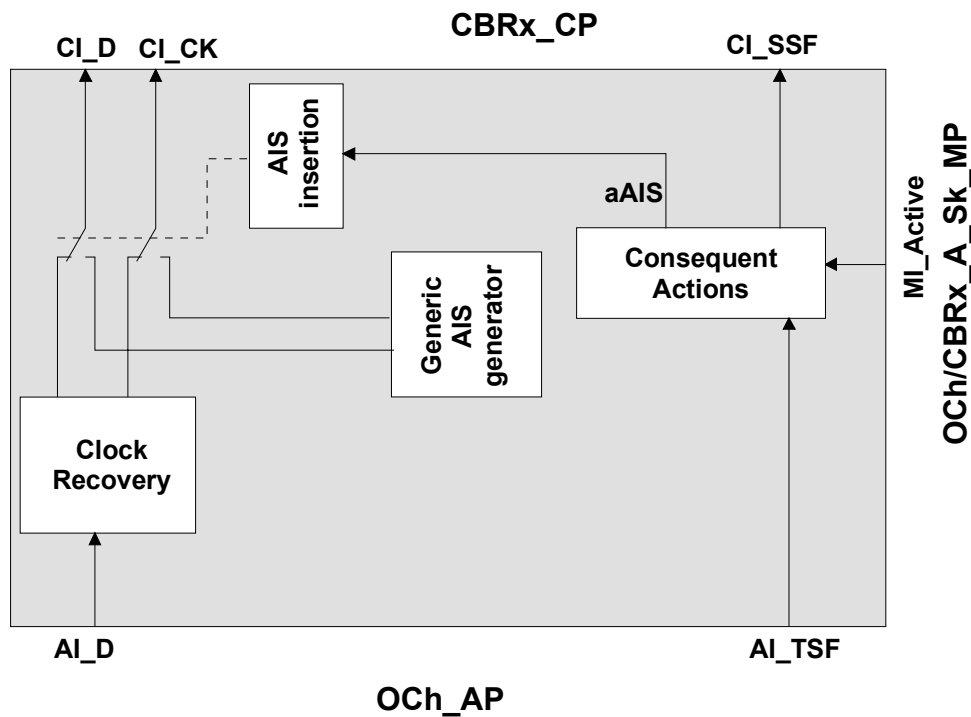 CBRx_CP
CI_D
CI_CK
CI_SSF
AIS
insertion
aAIS
Consequent
Actions
MI_Active
OCh/CBRx_A_Sk_MP
Generic
AIS
generator
Clock
Recovery
AI_D
AI_TSF
OCh_AP